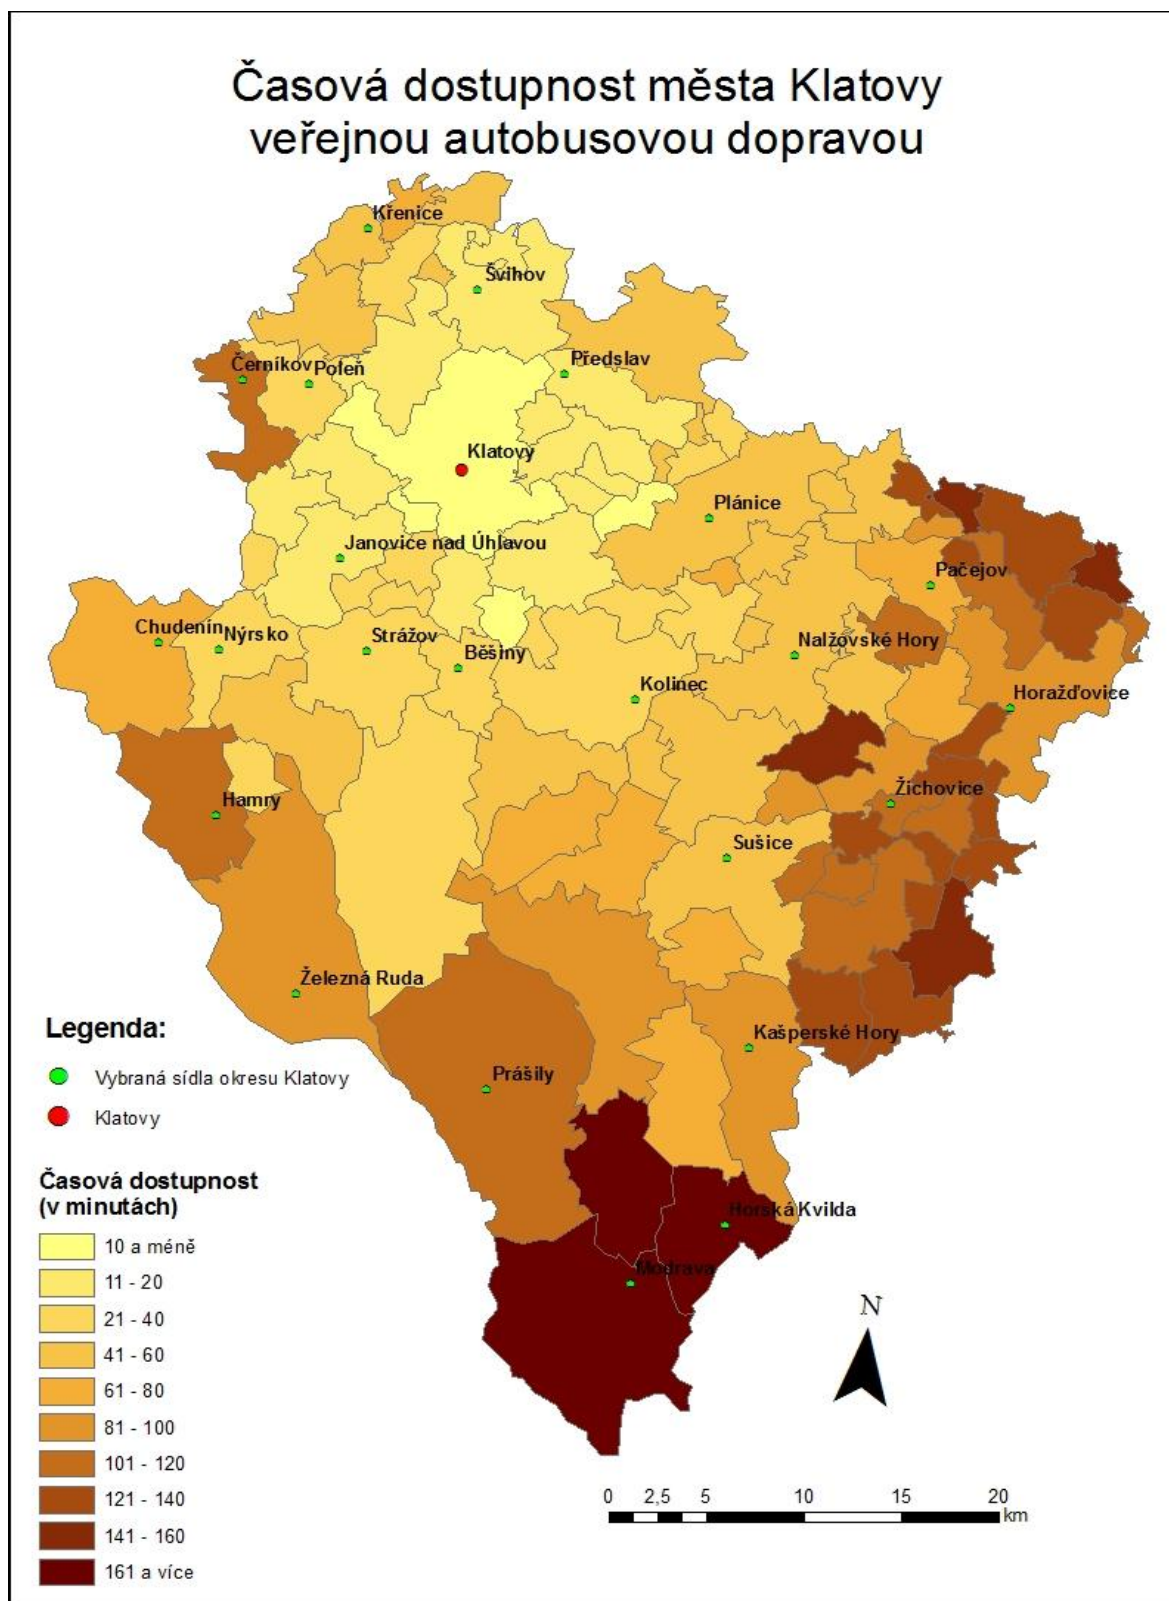 Časová dostupnost města Klatovy
veřejnou autobusovou dopravou
Křenice
Švihov
Předslav
Černíkov
Poleň
Klatovy
Plánice
Janovice nad Úhlavou
Pačejov
Chudenín
Nýrsko
Strážov
Běšiny
Nalžovské Hory
Kolinec
Horažďovice
Hamry
Žichovice
Sušice
Železná Ruda
Kašperské Hory
Prášily
Horská Kvilda
Modrava
Legenda:
Vybraná sídla okresu Klatovy
Klatovy
Časová dostupnost
(v minutách)
10 a méně
11 - 20
21 - 40
41 - 60
61 - 80
81 - 100
101 - 120
121 - 140
141 - 160
161 a více
N
0 2,5 5 10 15 20
km